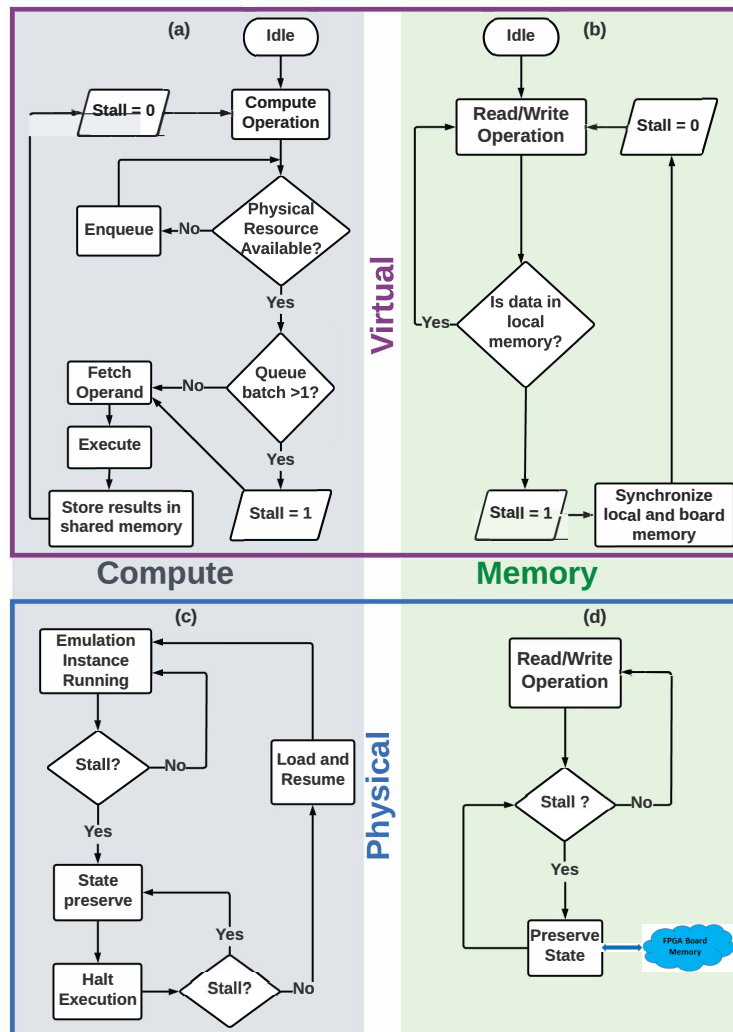 (a)
Idle
Stall = 0
Compute
Operation
Enqueue
No
Physical
Resource
Available?
Yes
Fetch
Operand
No
Queue
batch >1?
Execute
Yes
Store results in
shared memory
Stall = 1
Virtual
(b)
Idle
Read/Write
Operation
Stall = 0
Yes
Is data in
local
memory?
Stall = 1
Synchronize
local and board
memory
Compute
Memory
(c)
Emulation
Instance
Running
Stall?
No
Load and
Resume
Yes
State
preserve
Yes
Halt
Execution
Stall?
No
Physical
(d)
Read/Write
Operation
Stall ?
No
Yes
Preserve
State
FPGA Board
Memory